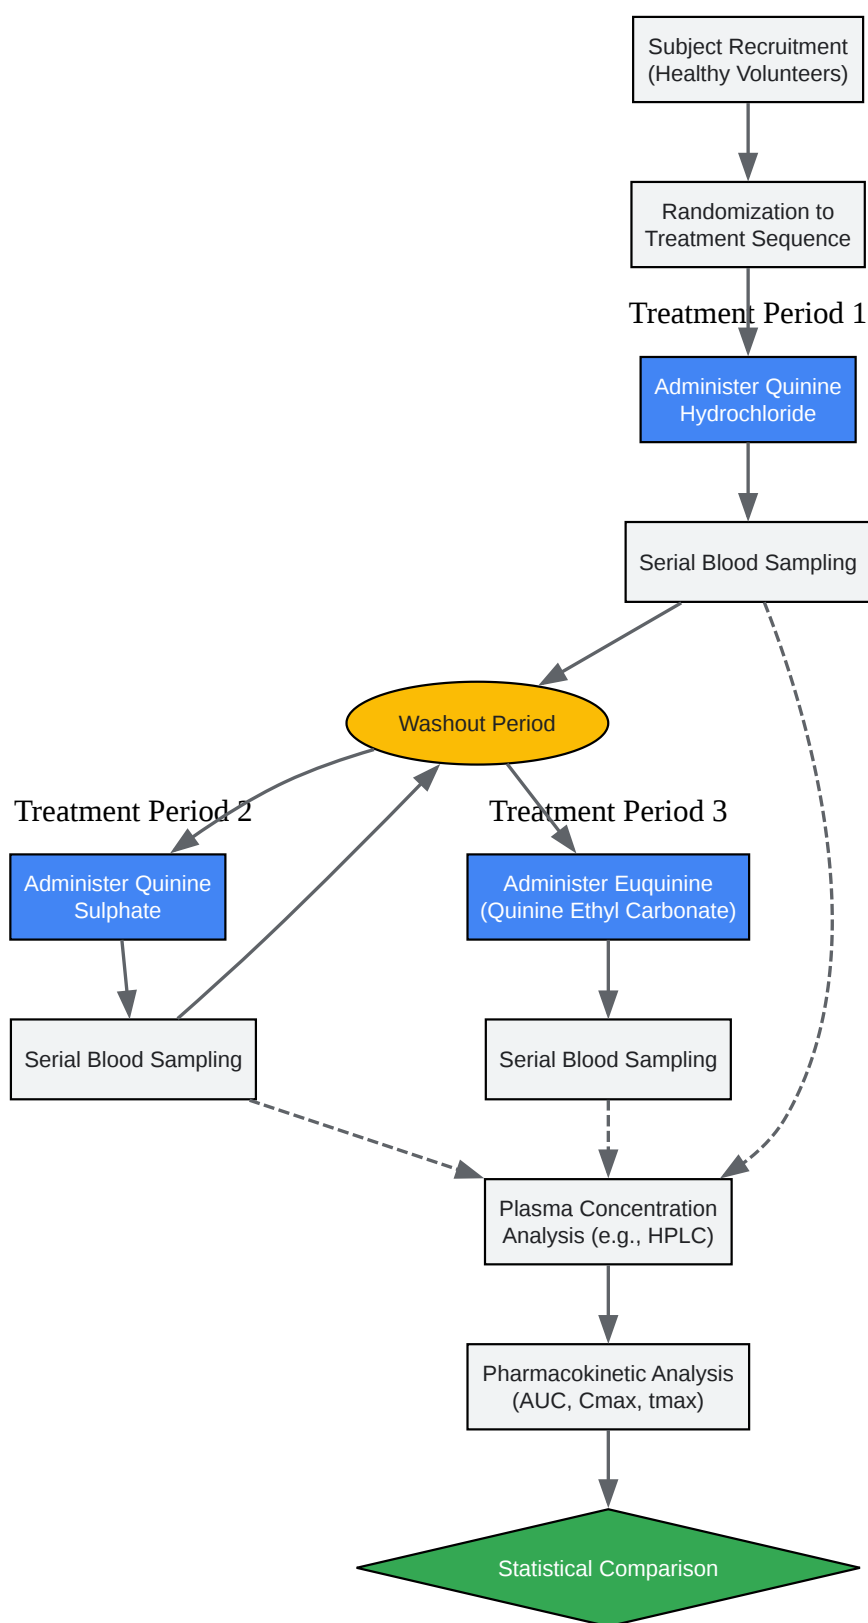 Subject Recruitment
(Healthy Volunteers)
Randomization to
Treatment Sequence
Treatment Period 1
Administer Quinine
Hydrochloride
Serial Blood Sampling
Washout Period
Treatment Period 2
Administer Quinine
Sulphate
Serial Blood Sampling
Treatment Period 3
Administer Euquinine
(Quinine Ethyl Carbonate)
Serial Blood Sampling
Plasma Concentration
Analysis (e.g., HPLC)
Pharmacokinetic Analysis
(AUC, Cmax, tmax)
Statistical Comparison